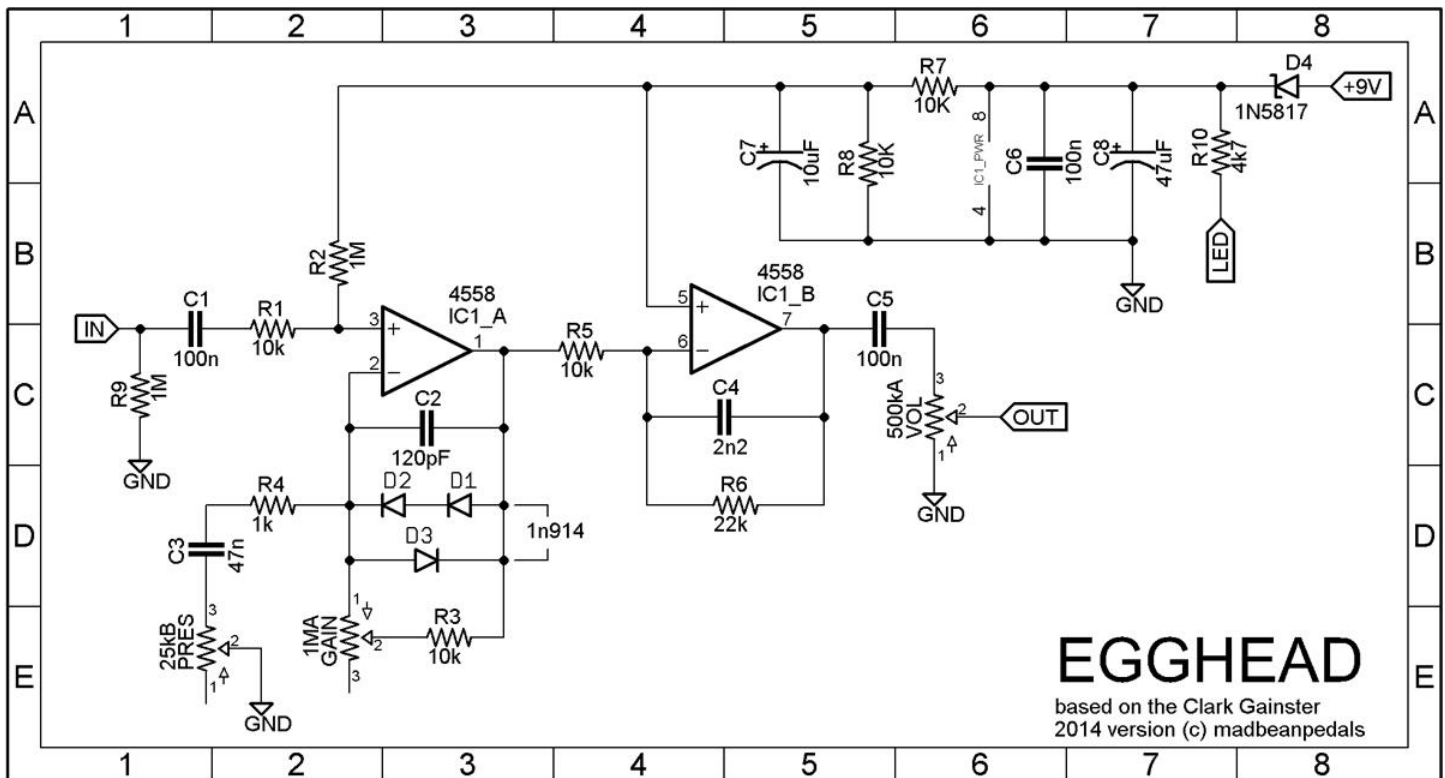 1 2 3 4 5 6 7 8
A
B
C
D
E
A
B
C
D
E
1 2 3 4 5 6 7 8
R7
10K
D4
1N5817
+9V
C7
+
10uF
R8
10K
8
IC1_PWR
4
C6
100n
C8
+
47uF
R10
4k7
LED
GND
R2
1M
IN
C1
100n
R1
10k
R9
1M
GND
4558
IC1_A
3
+
2
-
1
R5
10k
4558
IC1_B
5
+
6
-
7
C5
100n
C2
120pF
C4
2n2
R6
22k
3
500kA
VOL
2
1
OUT
GND
R4
1k
D2
D1
D3
1n914
C3
47n
3
25kB
PRES
2
1
GND
1
1MA
GAIN
2
3
R3
10k
EGGHEAD
based on the Clark Gainster
2014 version (c) madbeanpedals